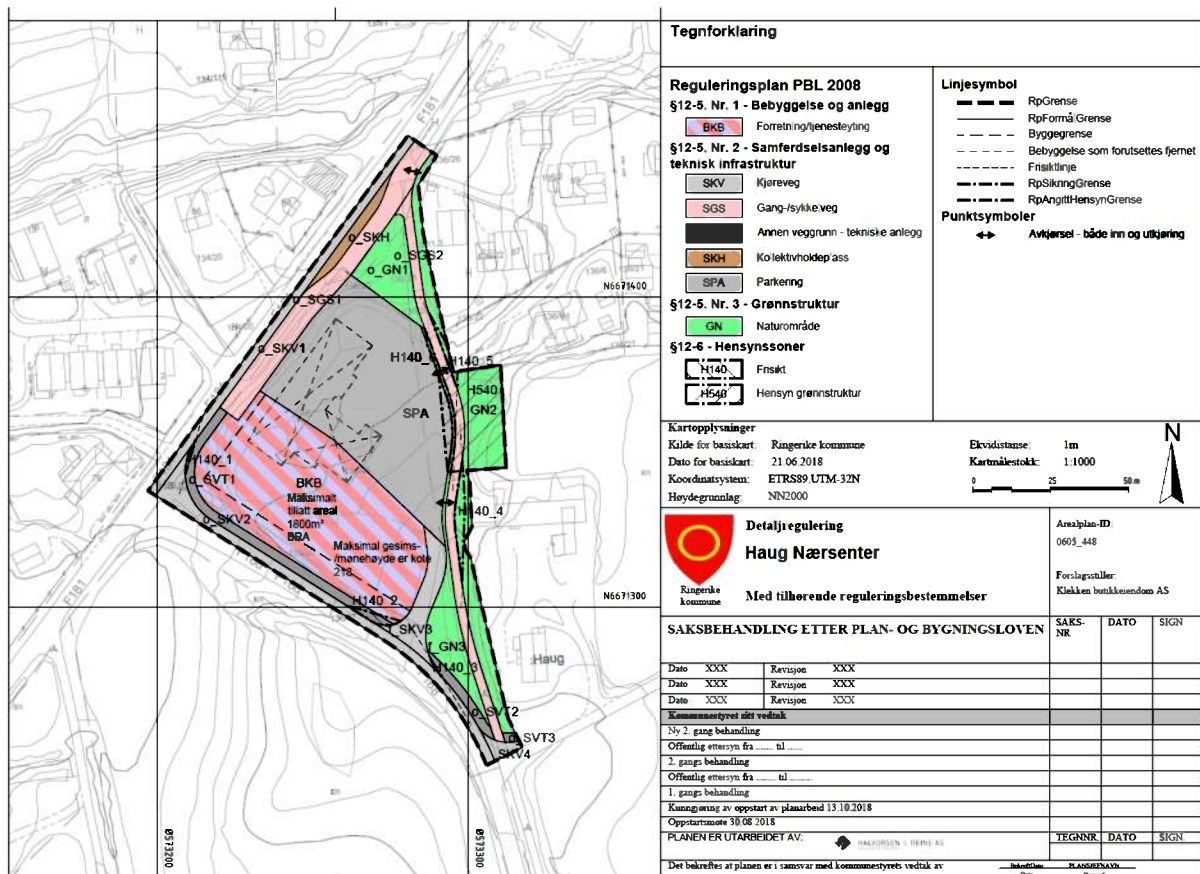 Tegnforklaring
Reguleringsplan PBL 2008
§12-5. Nr. 1 - Bebyggelse og anlegg
BKB Forretning/tjenesteyting
§12-5. Nr. 2 - Samferdselsanlegg og
teknisk infrastruktur
SKV Kjøreveg
SGS Gang-/sykkelveg
Annen veggrunn - tekniske anlegg
SKH Kollektivholdeplass
SPA Parkering
§12-5. Nr. 3 - Grønnstruktur
GN Naturområde
§12-6 - Hensynssoner
H140 Frisikt
H540 Hensyn grønnstruktur
Linjesymbol
RpGrense
RpFormålGrense
Byggegrense
Bebyggelse som forutsettes fjernet
Frisiktlinje
RpSikringGrense
RpAngittHensynGrense
Punktsymboler
Avkjørsel - både inn og utkjøring
Kartopplysninger
Kilde for basiskart: Ringerike kommune
Dato for basiskart: 21.06.2018
Koordinatsystem: ETRS89.UTM-32N
Høydegrunnlag: NN2000
Ekvidistanse: 1m
Kartmålestokk: 1:1000
0 25 50 m
N
Ringerike
kommune
Detaljregulering
Haug Nærsenter
Med tilhørende reguleringsbestemmelser
Arealplan-ID
0605_448
Forslagsstiller:
Klekken butikkeiendom AS
SAKSBEHANDLING ETTER PLAN- OG BYGNINGSLOVEN
SAKS-
NR
DATO
SIGN
Dato XXX Revisjon XXX
Dato XXX Revisjon XXX
Dato XXX Revisjon XXX
Kommunestyret sitt vedtak
Ny 2. gang behandling
Offentlig ettersyn fra ...... til ......
2. gangs behandling
Offentlig ettersyn fra ...... til ......
1. gangs behandling
Kunngjøring av oppstart av planarbeid 13.10.2018
Oppstartsmøte 30.08.2018
PLANEN ER UTARBEIDET AV: HALVORSEN & REINE AS
TEGNNR. DATO SIGN.
Det bekreftes at planen er i samsvar med kommunestyrets vedtak av
F181
o_SKH
o_SGS2
o_GN1
o_SGS1
N6671400
o_SKV1
H140_6
H140_5
H540
GN2
SPA
H140_1
o_SVT1
BKB
Maksimalt
tillatt areal
1800m²
BRA
o_SKV2
H140_4
Maksimal gesims-
/mønehøyde er kote
218
F181
H140_2
N6671300
f_SKV3
f_GN3
H140_3
Haug
o_SVT2
o_SVT3
SKV4
Ø573200
Ø573300